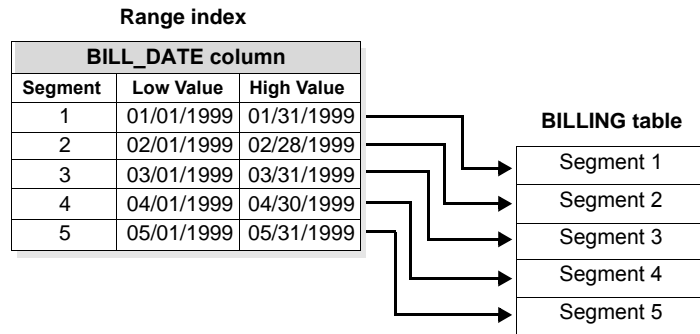 Range index
BILL_DATE column
Segment Low Value High Value
1 01/01/1999 01/31/1999
2 02/01/1999 02/28/1999
3 03/01/1999 03/31/1999
4 04/01/1999 04/30/1999
5 05/01/1999 05/31/1999
BILLING table
Segment 1
Segment 2
Segment 3
Segment 4
Segment 5